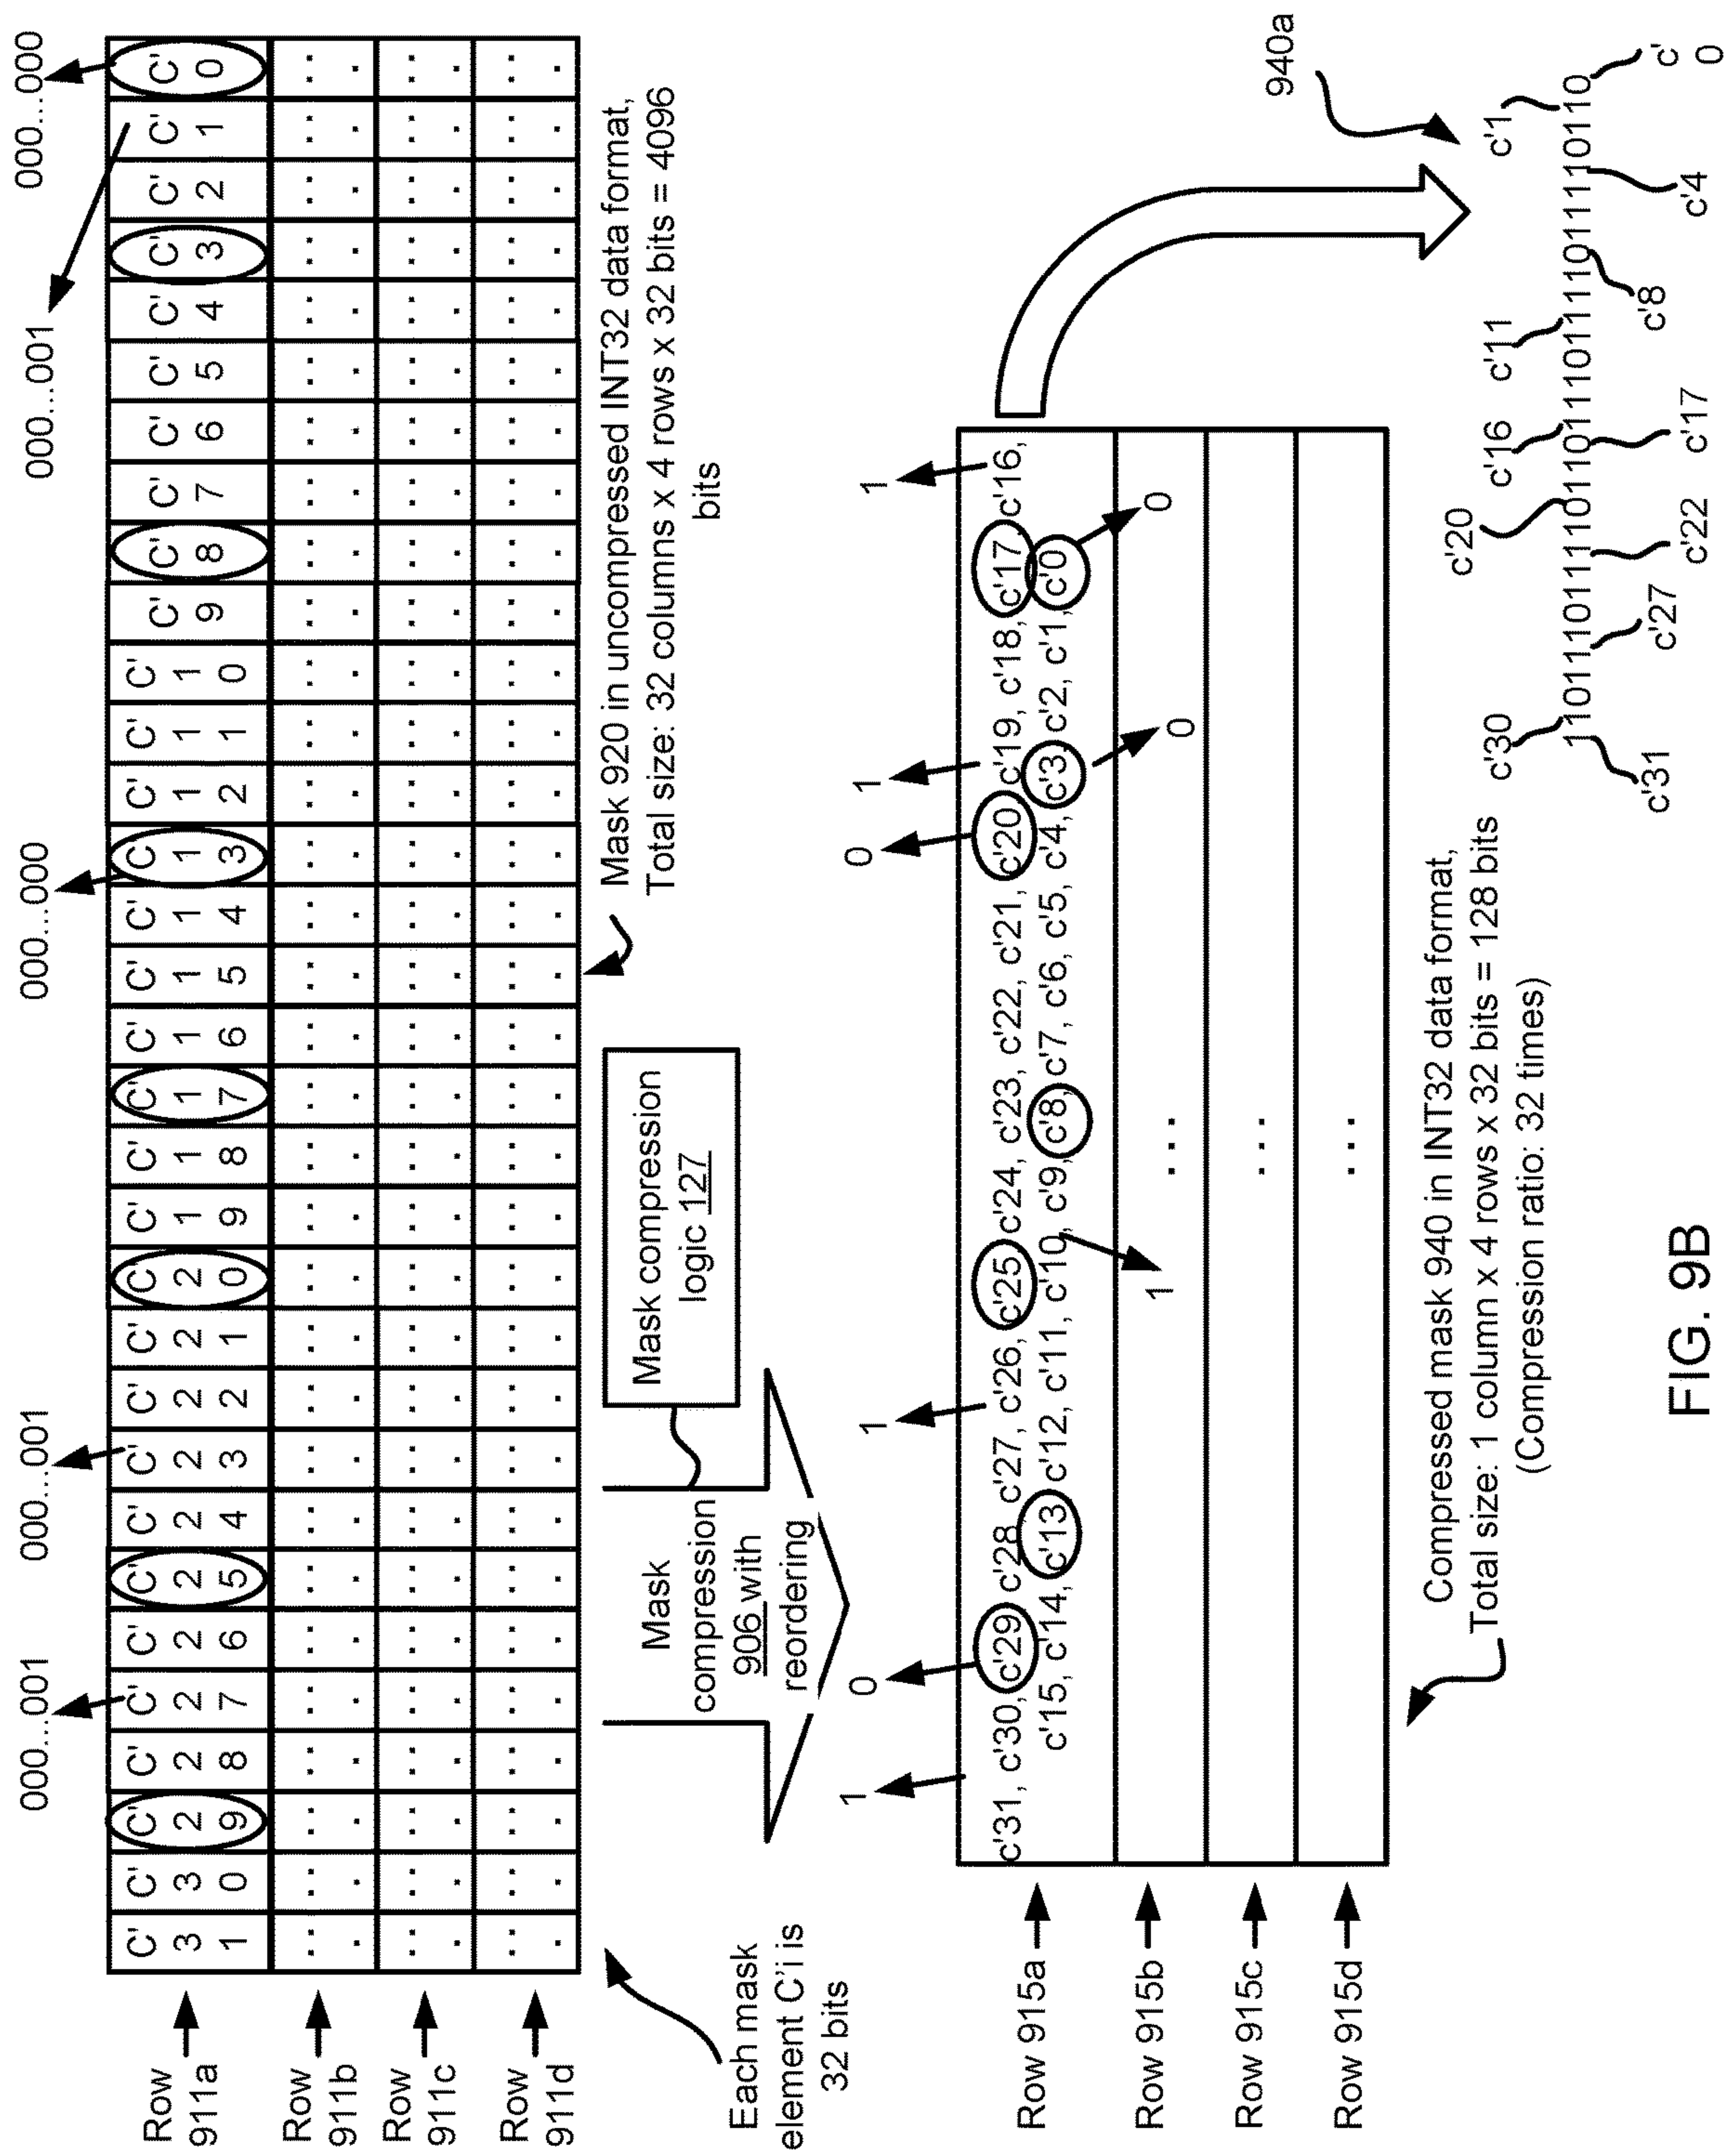 000...001
000...001
000...000
000...001
000...000
Row
911a
C'31 C'30 C'29 C'28 C'27 C'26 C'25 C'24 C'23 C'22 C'21 C'20 C'19 C'18 C'17 C'16 C'15 C'14 C'13 C'12 C'11 C'10 C'9 C'8 C'7 C'6 C'5 C'4 C'3 C'2 C'1 C'0
Row
911b
Row
911c
Row
911d
Each mask
element C'i is
32 bits
Mask
compression
906 with
reordering
Mask compression
logic 127
Mask 920 in uncompressed INT32 data format,
Total size: 32 columns x 4 rows x 32 bits = 4096
bits
1 0 1 0 1 1
Row 915a
c'31, c'30, c'29, c'28, c'27, c'26, c'25, c'24, c'23, c'22, c'21, c'20, c'19, c'18, c'17, c'16,
c'15, c'14, c'13, c'12, c'11, c'10, c'9, c'8, c'7, c'6, c'5, c'4, c'3, c'2, c'1, c'0
1 0 0
Row 915b
...
Row 915c
...
Row 915d
...
Compressed mask 940 in INT32 data format,
Total size: 1 column x 4 rows x 32 bits = 128 bits
(Compression ratio: 32 times)
940a
c'30 c'20 c'16 c'11 c'1
11011101111011011101111011110110
c'31 c'27 c'22 c'17 c'8 c'4 c'0
FIG. 9B